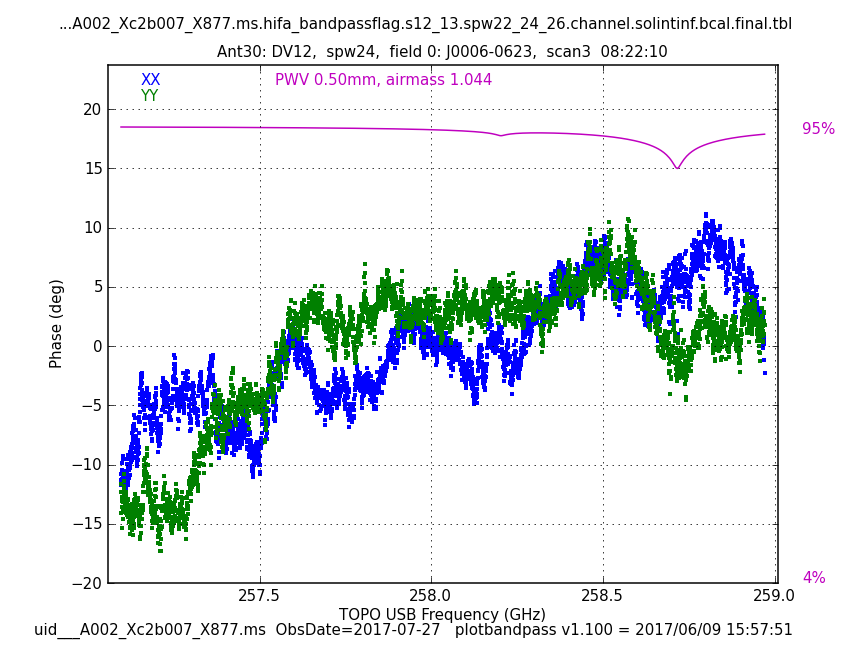 ...A002_Xc2b007_X877.ms.hifa_bandpassflag.s12_13.spw22_24_26.channel.solintinf.bcal.final.tbl
Ant30: DV12,  spw24,  field 0: J0006-0623,  scan3  08:22:10
XX
YY
PWV 0.50mm, airmass 1.044
95%
4%
Phase (deg)
20
15
10
5
0
−5
−10
−15
−20
257.5
258.0
258.5
259.0
TOPO USB Frequency (GHz)
uid___A002_Xc2b007_X877.ms  ObsDate=2017-07-27   plotbandpass v1.100 = 2017/06/09 15:57:51